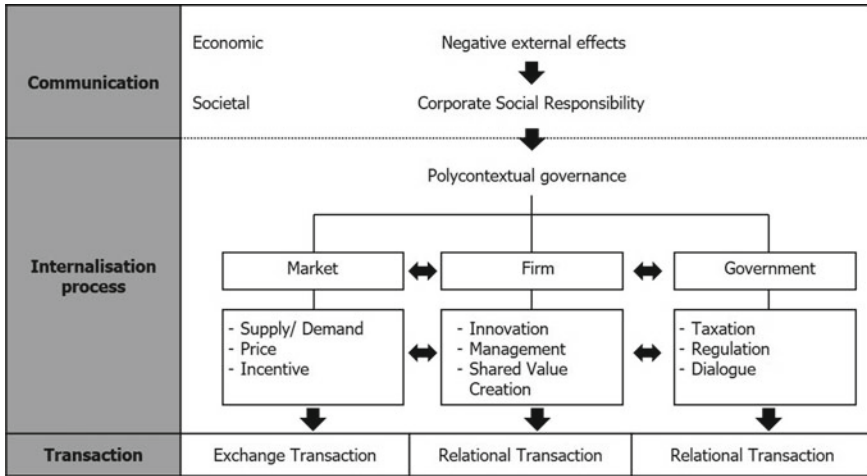 Communication
Economic
Negative external effects
Societal
Corporate Social Responsibility
Internalisation
process
Polycontextual governance
Market
Firm
Government
- Supply/ Demand
- Price
- Incentive
- Innovation
- Management
- Shared Value
Creation
- Taxation
- Regulation
- Dialogue
Transaction
Exchange Transaction
Relational Transaction
Relational Transaction